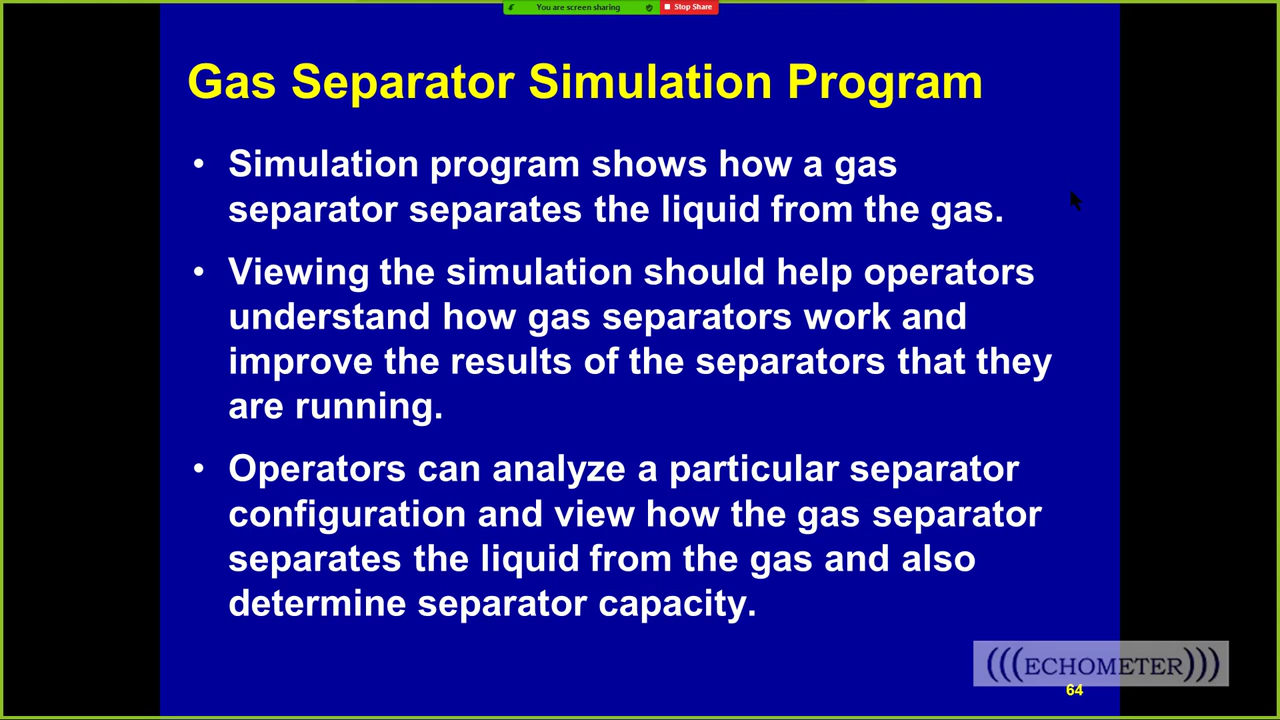 You are screen sharing
Stop Share
Gas Separator Simulation Program
• Simulation program shows how a gas
separator separates the liquid from the gas.
• Viewing the simulation should help operators
understand how gas separators work and
improve the results of the separators that they
are running.
• Operators can analyze a particular separator
configuration and view how the gas separator
separates the liquid from the gas and also
determine separator capacity.
(((ECHOMETER)))
64